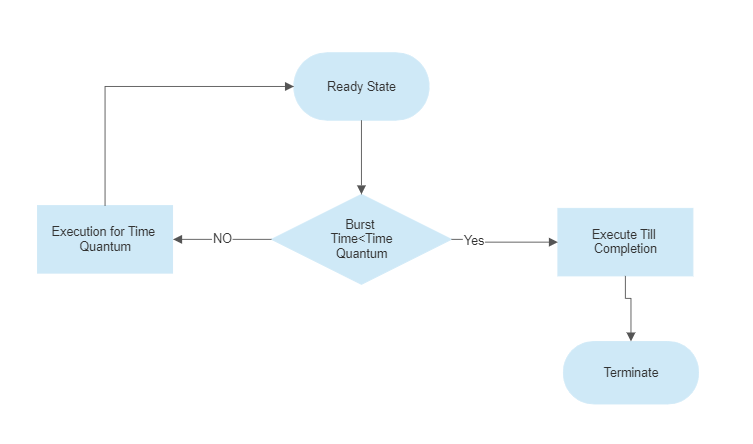 Ready State
Burst
Time<Time
Quantum
NO
Yes
Execution for Time
Quantum
Execute Till
Completion
Terminate